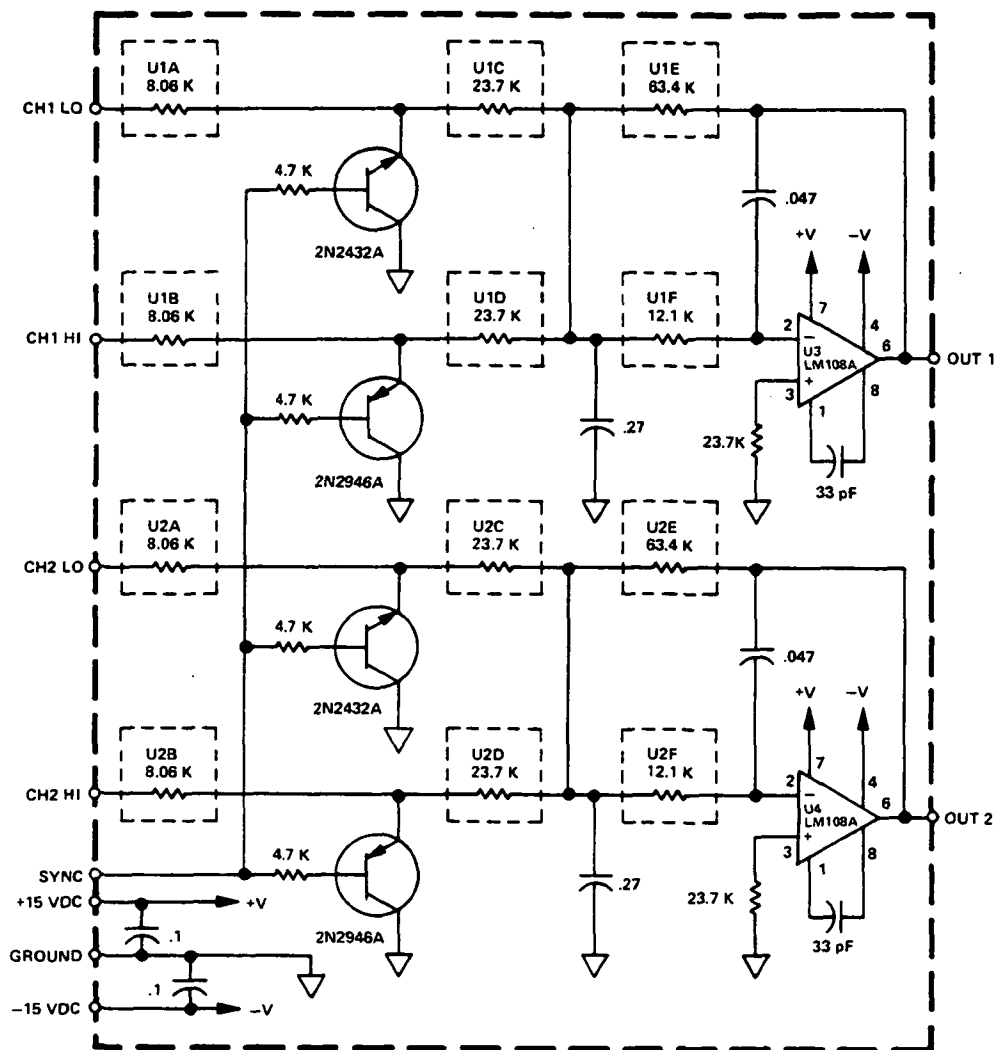 U1A
8.06 K
U1C
23.7 K
U1E
63.4 K
CH1 LO
4.7 K
2N2432A
.047
+V
−V
U1B
8.06 K
U1D
23.7 K
U1F
12.1 K
CH1 HI
7
4
2
−
6
U3
LM108A
OUT 1
+
3
8
1
4.7 K
2N2946A
.27
23.7K
33 pF
U2A
8.06 K
U2C
23.7 K
U2E
63.4 K
CH2 LO
4.7 K
2N2432A
.047
+V
−V
U2B
8.06 K
U2D
23.7 K
U2F
12.1 K
CH2 HI
7
4
2
−
6
U4
LM108A
OUT 2
+
3
8
1
4.7 K
SYNC
2N2946A
.27
23.7 K
33 pF
+15 VDC
+V
.1
GROUND
.1
−15 VDC
−V